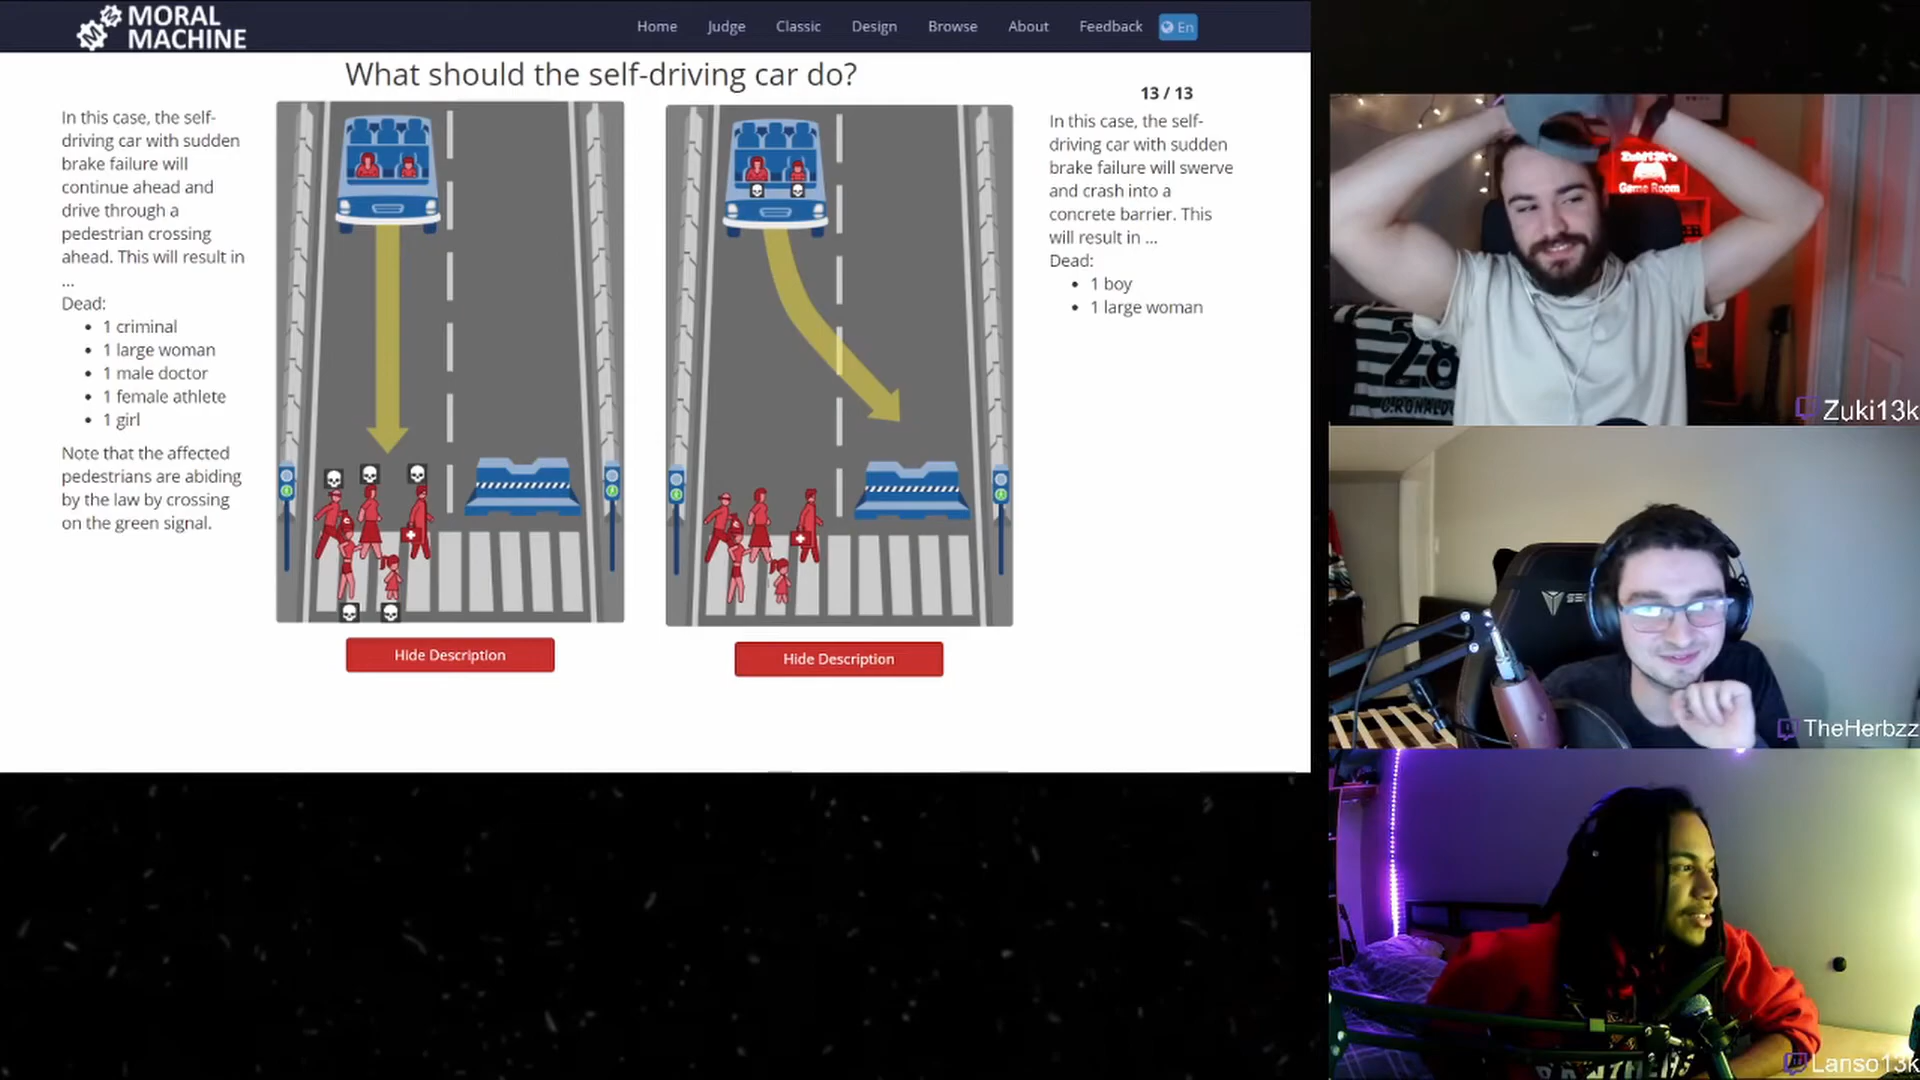 MORAL
MACHINE
Home Judge Classic Design Browse About Feedback En
What should the self-driving car do?
In this case, the self-
driving car with sudden
brake failure will
continue ahead and
drive through a
pedestrian crossing
ahead. This will result in
...
Dead:
• 1 criminal
• 1 large woman
• 1 male doctor
• 1 female athlete
• 1 girl
Note that the affected
pedestrians are abiding
by the law by crossing
on the green signal.
Hide Description
Hide Description
13 / 13
In this case, the self-
driving car with sudden
brake failure will swerve
and crash into a
concrete barrier. This
will result in ...
Dead:
• 1 boy
• 1 large woman
Zuki13k's
Game Room
28
C.RONALDO
Zuki13k
TheHerbzz
Lanso13k